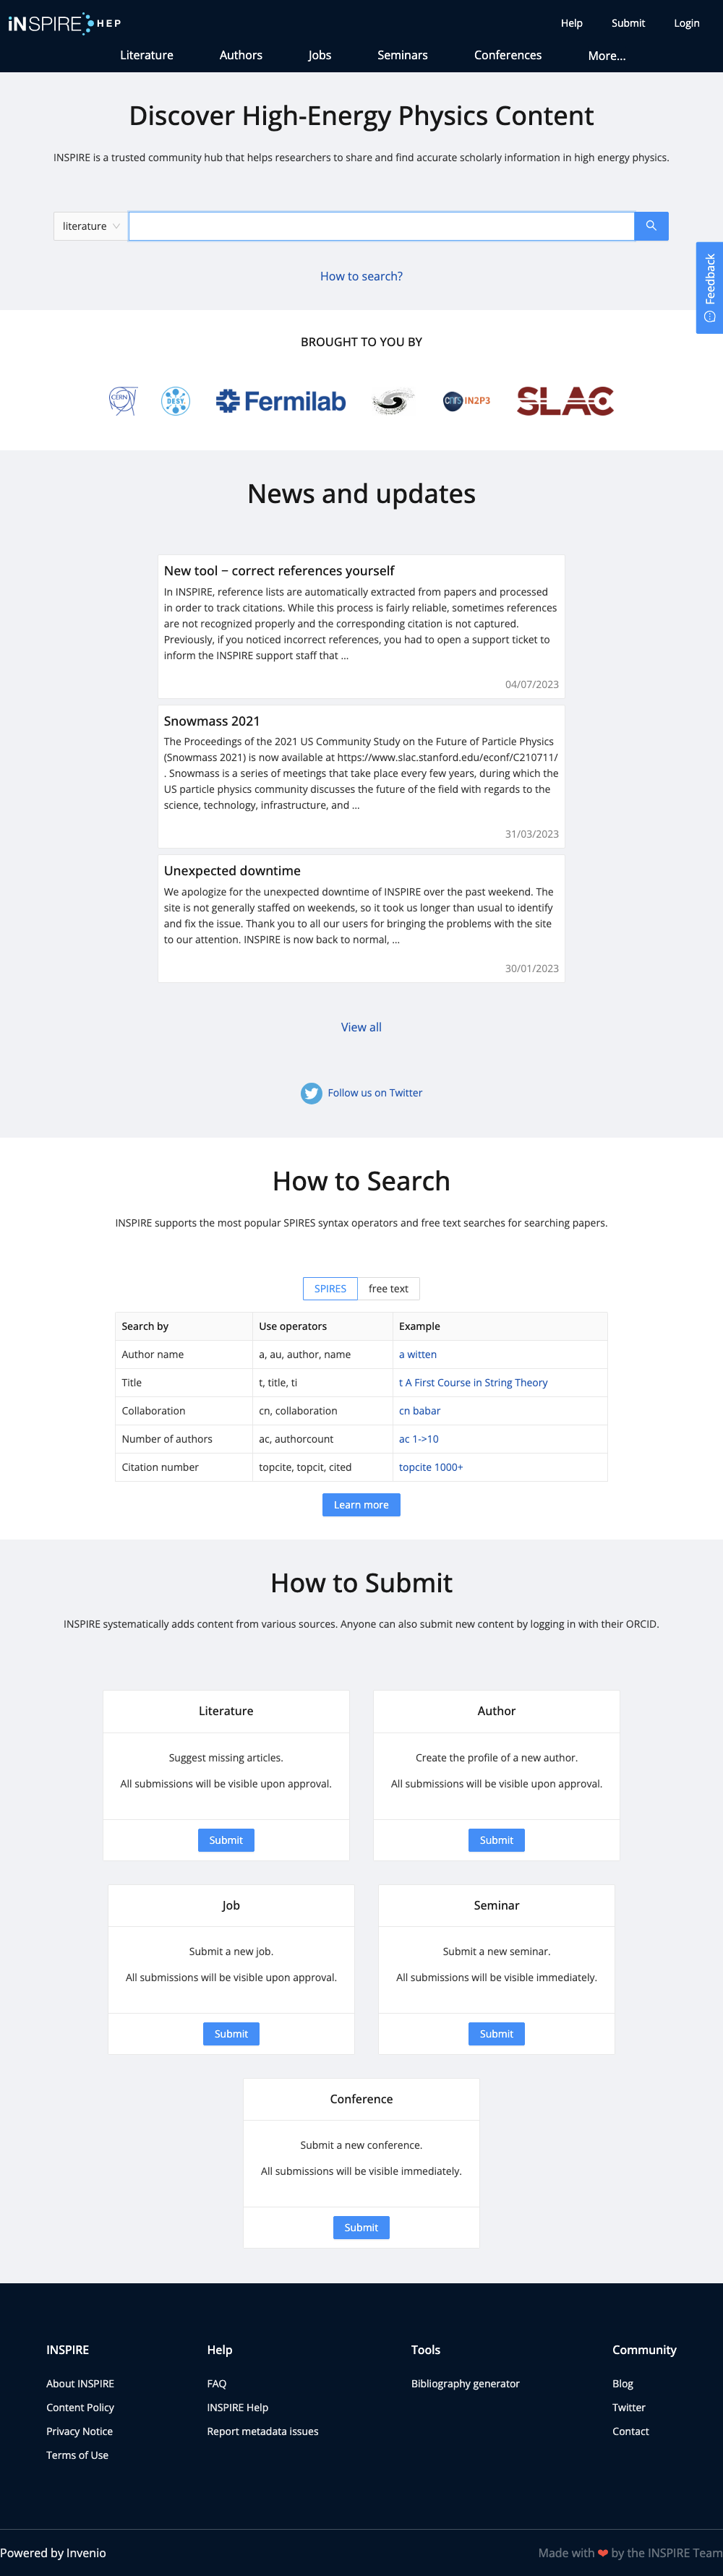 iNSPIRE HEP
Help Submit Login
Literature Authors Jobs Seminars Conferences More...
Discover High-Energy Physics Content
INSPIRE is a trusted community hub that helps researchers to share and find accurate scholarly information in high energy physics.
literature
How to search?
Feedback
BROUGHT TO YOU BY
CERN DESY. Fermilab CNRS IN2P3 SLAC
News and updates
New tool – correct references yourself
In INSPIRE, reference lists are automatically extracted from papers and processed
in order to track citations. While this process is fairly reliable, sometimes references
are not recognized properly and the corresponding citation is not captured.
Previously, if you noticed incorrect references, you had to open a support ticket to
inform the INSPIRE support staff that ...
04/07/2023
Snowmass 2021
The Proceedings of the 2021 US Community Study on the Future of Particle Physics
(Snowmass 2021) is now available at https://www.slac.stanford.edu/econf/C210711/
. Snowmass is a series of meetings that take place every few years, during which the
US particle physics community discusses the future of the field with regards to the
science, technology, infrastructure, and ...
31/03/2023
Unexpected downtime
We apologize for the unexpected downtime of INSPIRE over the past weekend. The
site is not generally staffed on weekends, so it took us longer than usual to identify
and fix the issue. Thank you to all our users for bringing the problems with the site
to our attention. INSPIRE is now back to normal, ...
30/01/2023
View all
Follow us on Twitter
How to Search
INSPIRE supports the most popular SPIRES syntax operators and free text searches for searching papers.
SPIRES free text
Search by Use operators Example
Author name a, au, author, name a witten
Title t, title, ti t A First Course in String Theory
Collaboration cn, collaboration cn babar
Number of authors ac, authorcount ac 1->10
Citation number topcite, topcit, cited topcite 1000+
Learn more
How to Submit
INSPIRE systematically adds content from various sources. Anyone can also submit new content by logging in with their ORCID.
Literature
Suggest missing articles.
All submissions will be visible upon approval.
Submit
Author
Create the profile of a new author.
All submissions will be visible upon approval.
Submit
Job
Submit a new job.
All submissions will be visible upon approval.
Submit
Seminar
Submit a new seminar.
All submissions will be visible immediately.
Submit
Conference
Submit a new conference.
All submissions will be visible immediately.
Submit
INSPIRE
About INSPIRE
Content Policy
Privacy Notice
Terms of Use
Help
FAQ
INSPIRE Help
Report metadata issues
Tools
Bibliography generator
Community
Blog
Twitter
Contact
Powered by Invenio
Made with ❤ by the INSPIRE Team